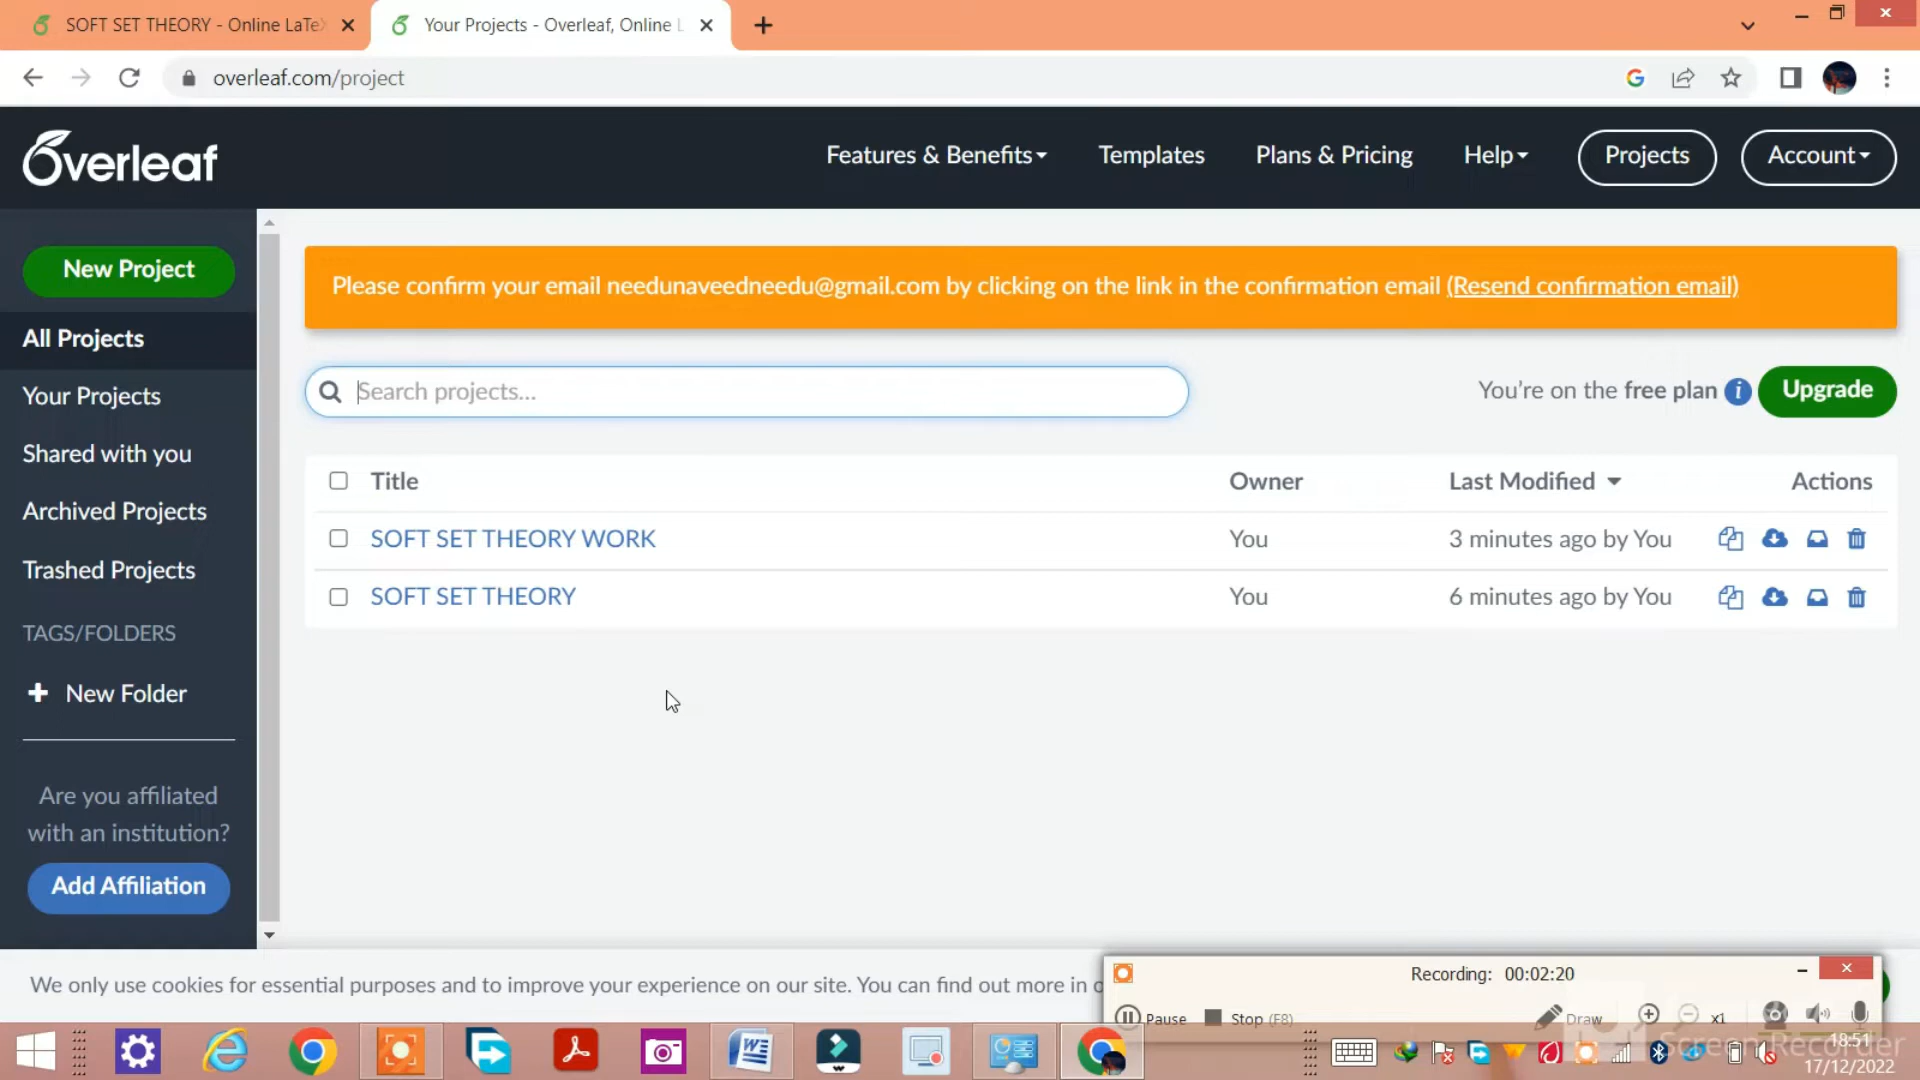 SOFT SET THEORY - Online LaTeX
Your Projects - Overleaf, Online L
overleaf.com/project
Overleaf
Features & Benefits
Templates
Plans & Pricing
Help
Projects
Account
New Project
All Projects
Your Projects
Shared with you
Archived Projects
Trashed Projects
TAGS/FOLDERS
New Folder
Are you affiliated
with an institution?
Add Affiliation
Please confirm your email needunaveedneedu@gmail.com by clicking on the link in the confirmation email (Resend confirmation email)
Search projects...
You're on the free plan
Upgrade
Title Owner Last Modified Actions
SOFT SET THEORY WORK You 3 minutes ago by You
SOFT SET THEORY You 6 minutes ago by You
We only use cookies for essential purposes and to improve your experience on our site. You can find out more in o
Recording: 00:02:20
Pause Stop (F8) Draw x1
Screen Recorder
18:51
17/12/2022